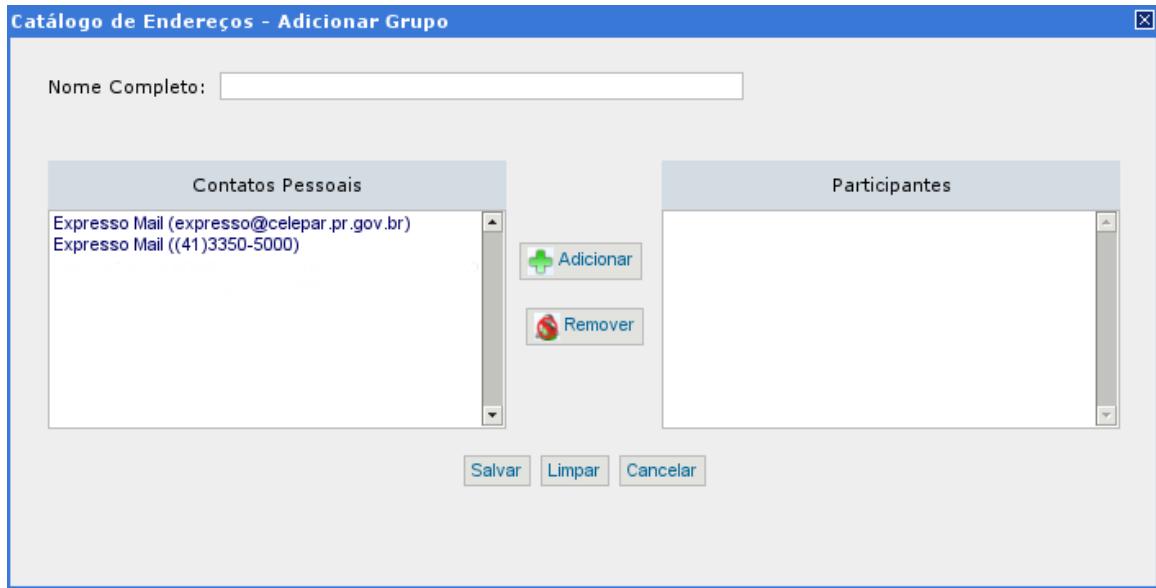 Catálogo de Endereços - Adicionar Grupo
Nome Completo:
Contatos Pessoais
Participantes
Expresso Mail (expresso@celepar.pr.gov.br)
Expresso Mail ((41)3350-5000)
Adicionar
Remover
Salvar Limpar Cancelar